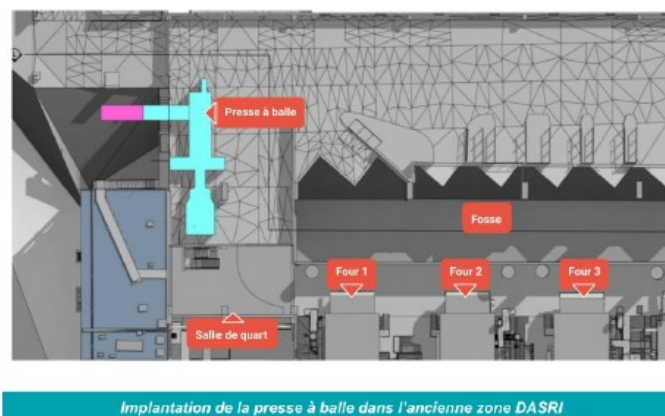 Presse à balle
Fosse
Four 1
Four 2
Four 3
Salle de quart
Implantation de la presse à balle dans l'ancienne zone DASRI